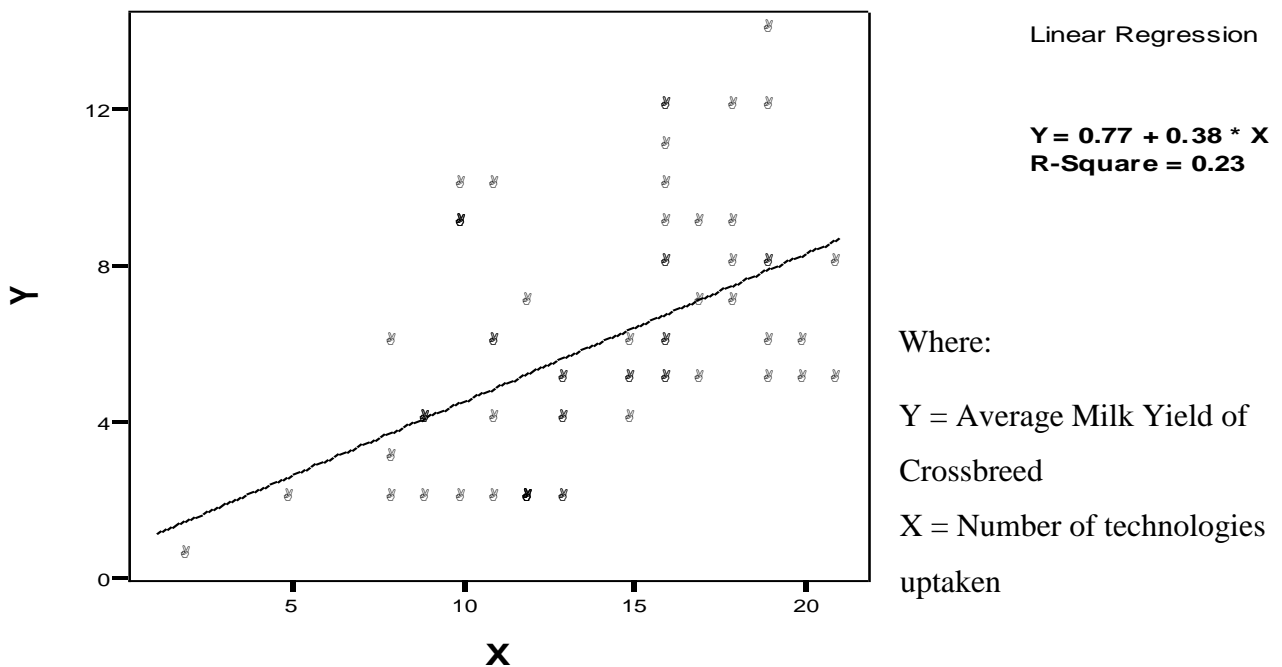 12
8
4
0
Y
5
10
15
20
X
Linear Regression
Y = 0.77 + 0.38 * X
R-Square = 0.23
Where:
Y = Average Milk Yield of
Crossbreed
X = Number of technologies
uptaken